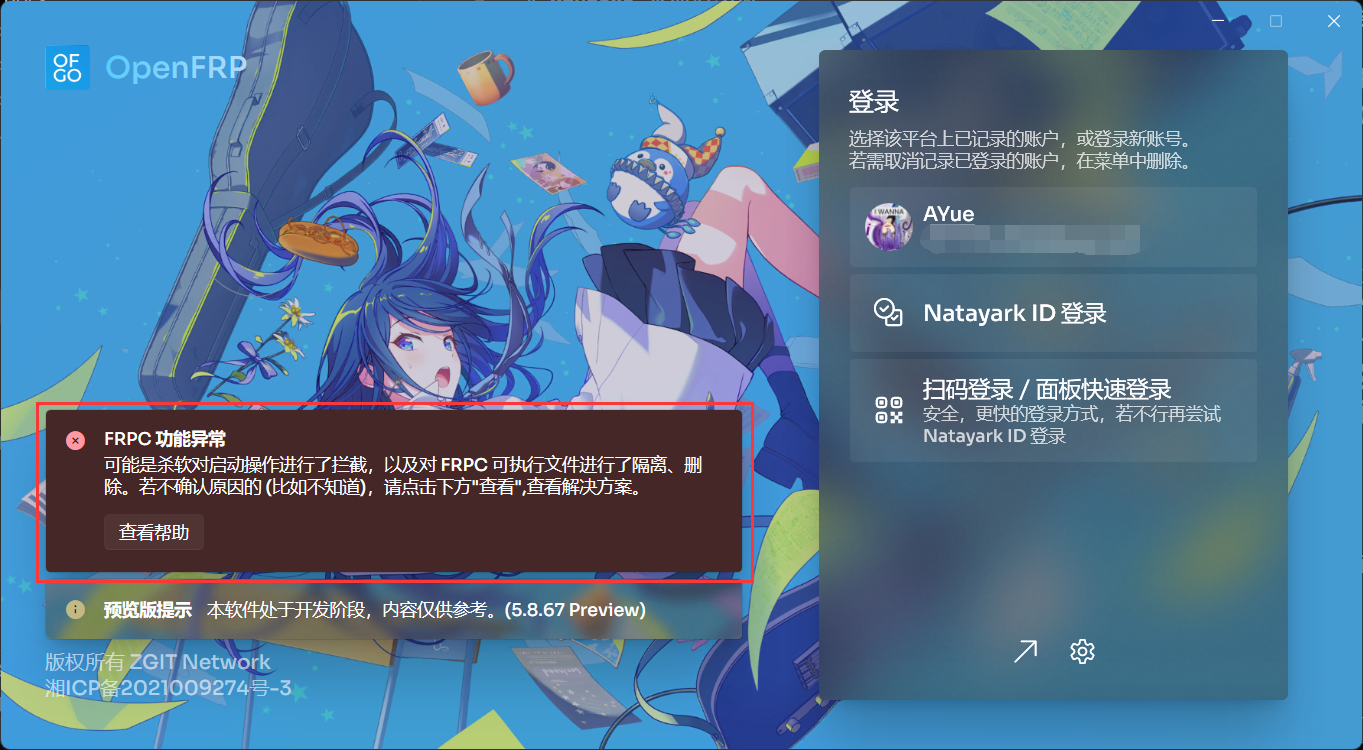 OF
GO
OpenFRP
登录
选择该平台上已记录的账户，或登录新账号。
若需取消记录已登录的账户，在菜单中删除。
I WANNA
AYue
Natayark ID 登录
扫码登录 / 面板快速登录
安全，更快的登录方式，若不行再尝试
Natayark ID 登录
FRPC 功能异常
可能是杀软对启动操作进行了拦截，以及对 FRPC 可执行文件进行了隔离、删
除。若不确认原因的 (比如不知道)，请点击下方"查看",查看解决方案。
查看帮助
预览版提示 本软件处于开发阶段，内容仅供参考。(5.8.67 Preview)
版权所有 ZGIT Network
湘ICP备2021009274号-3